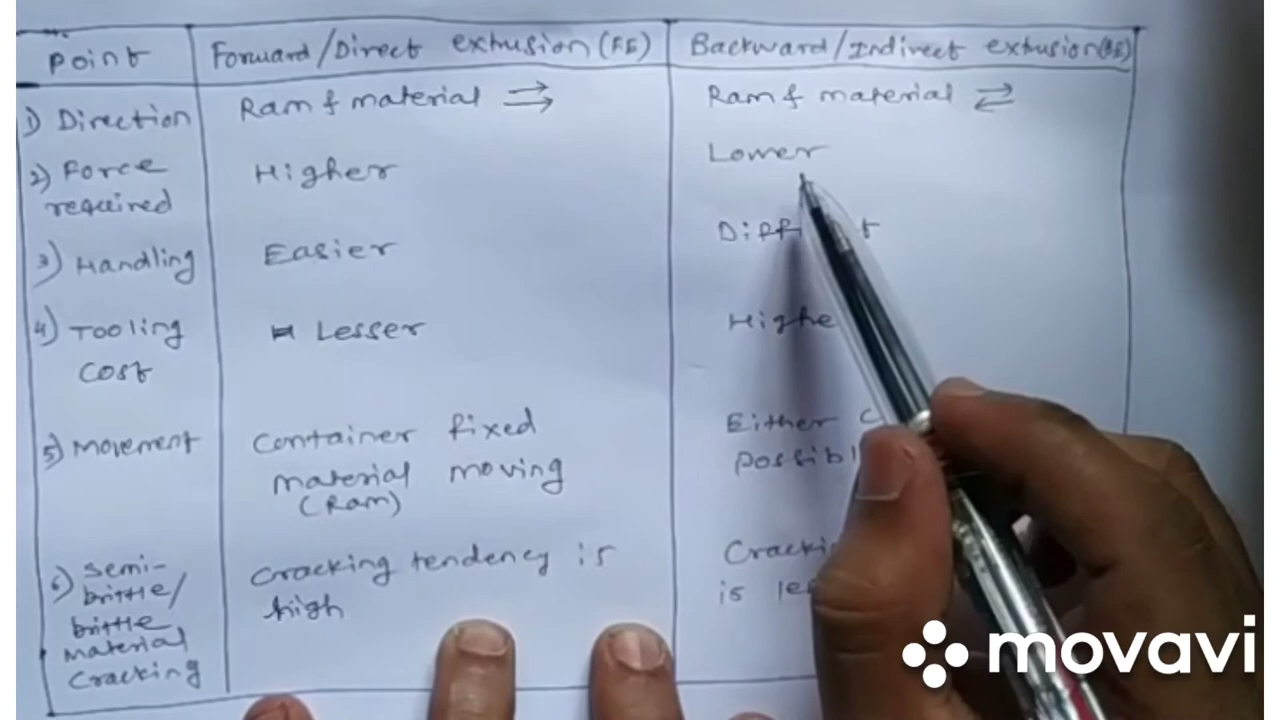 Point
Forward/Direct extrusion (FE)
Backward/Indirect extrusion(BE)
1) Direction
Ram & material
Ram & material
2) Force
required
Higher
Lower
3) Handling
Easier
4) Tooling
cost
Lesser
5) Movement
Container fixed
material moving
(Ram)
Either
6) Semi-
brittle/
brittle
material
cracking
Cracking tendency is
high
is
movavi